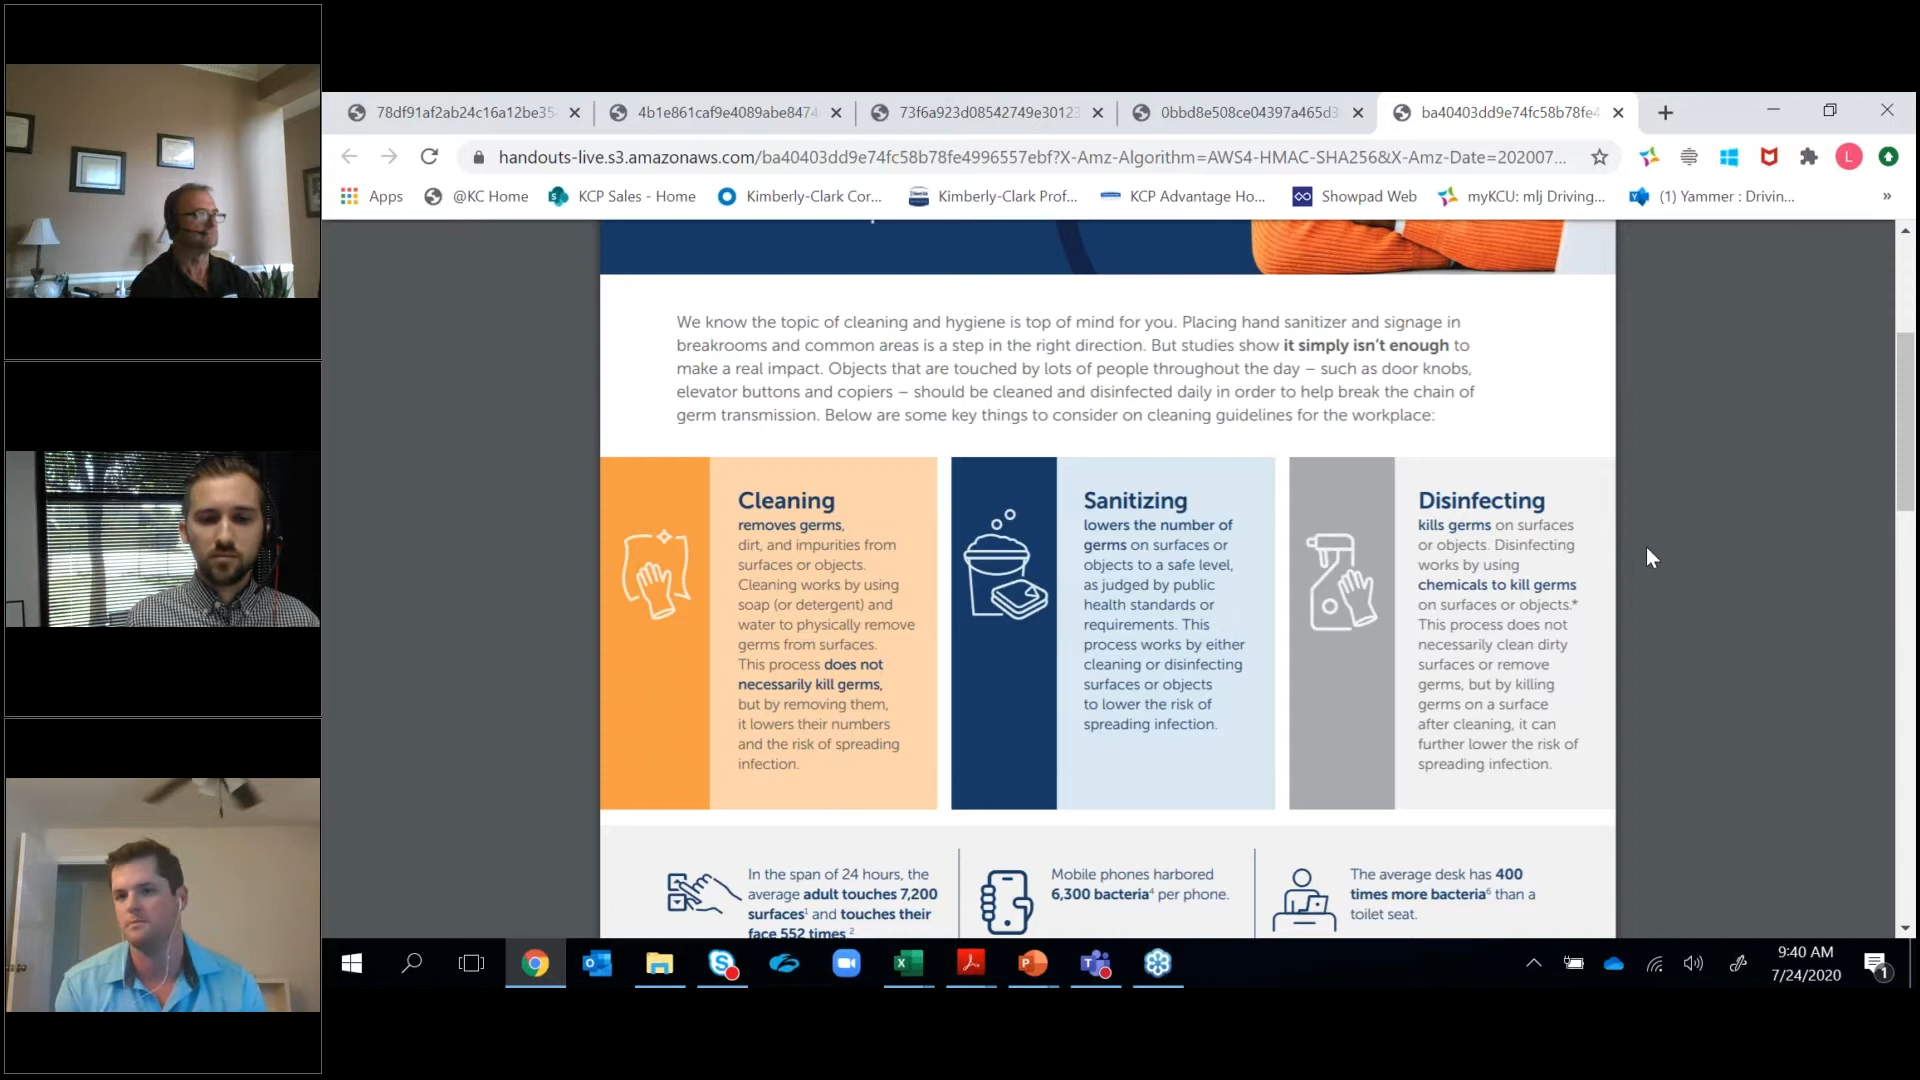 78df91af2ab24c16a12be35
4b1e861caf9e4089abe8474
73f6a923d08542749e30123
0bbd8e508ce04397a465d3
ba40403dd9e74fc58b78fe4
handouts-live.s3.amazonaws.com/ba40403dd9e74fc58b78fe4996557ebf?X-Amz-Algorithm=AWS4-HMAC-SHA256&X-Amz-Date=202007...
L
Apps
@KC Home
KCP Sales - Home
Kimberly-Clark Cor...
Kimberly-Clark Prof...
KCP Advantage Ho...
Showpad Web
myKCU: mlj Driving...
(1) Yammer : Drivin...
»
We know the topic of cleaning and hygiene is top of mind for you. Placing hand sanitizer and signage in
breakrooms and common areas is a step in the right direction. But studies show it simply isn't enough to
make a real impact. Objects that are touched by lots of people throughout the day – such as door knobs,
elevator buttons and copiers – should be cleaned and disinfected daily in order to help break the chain of
germ transmission. Below are some key things to consider on cleaning guidelines for the workplace:
Cleaning
removes germs,
dirt, and impurities from
surfaces or objects.
Cleaning works by using
soap (or detergent) and
water to physically remove
germs from surfaces.
This process does not
necessarily kill germs,
but by removing them,
it lowers their numbers
and the risk of spreading
infection.
Sanitizing
lowers the number of
germs on surfaces or
objects to a safe level,
as judged by public
health standards or
requirements. This
process works by either
cleaning or disinfecting
surfaces or objects
to lower the risk of
spreading infection.
Disinfecting
kills germs on surfaces
or objects. Disinfecting
works by using
chemicals to kill germs
on surfaces or objects.*
This process does not
necessarily clean dirty
surfaces or remove
germs, but by killing
germs on a surface
after cleaning, it can
further lower the risk of
spreading infection.
In the span of 24 hours, the
average adult touches 7,200
surfaces¹ and touches their
face 552 times.²
Mobile phones harbored
6,300 bacteria⁴ per phone.
The average desk has 400
times more bacteria⁶ than a
toilet seat.
9:40 AM
7/24/2020
1